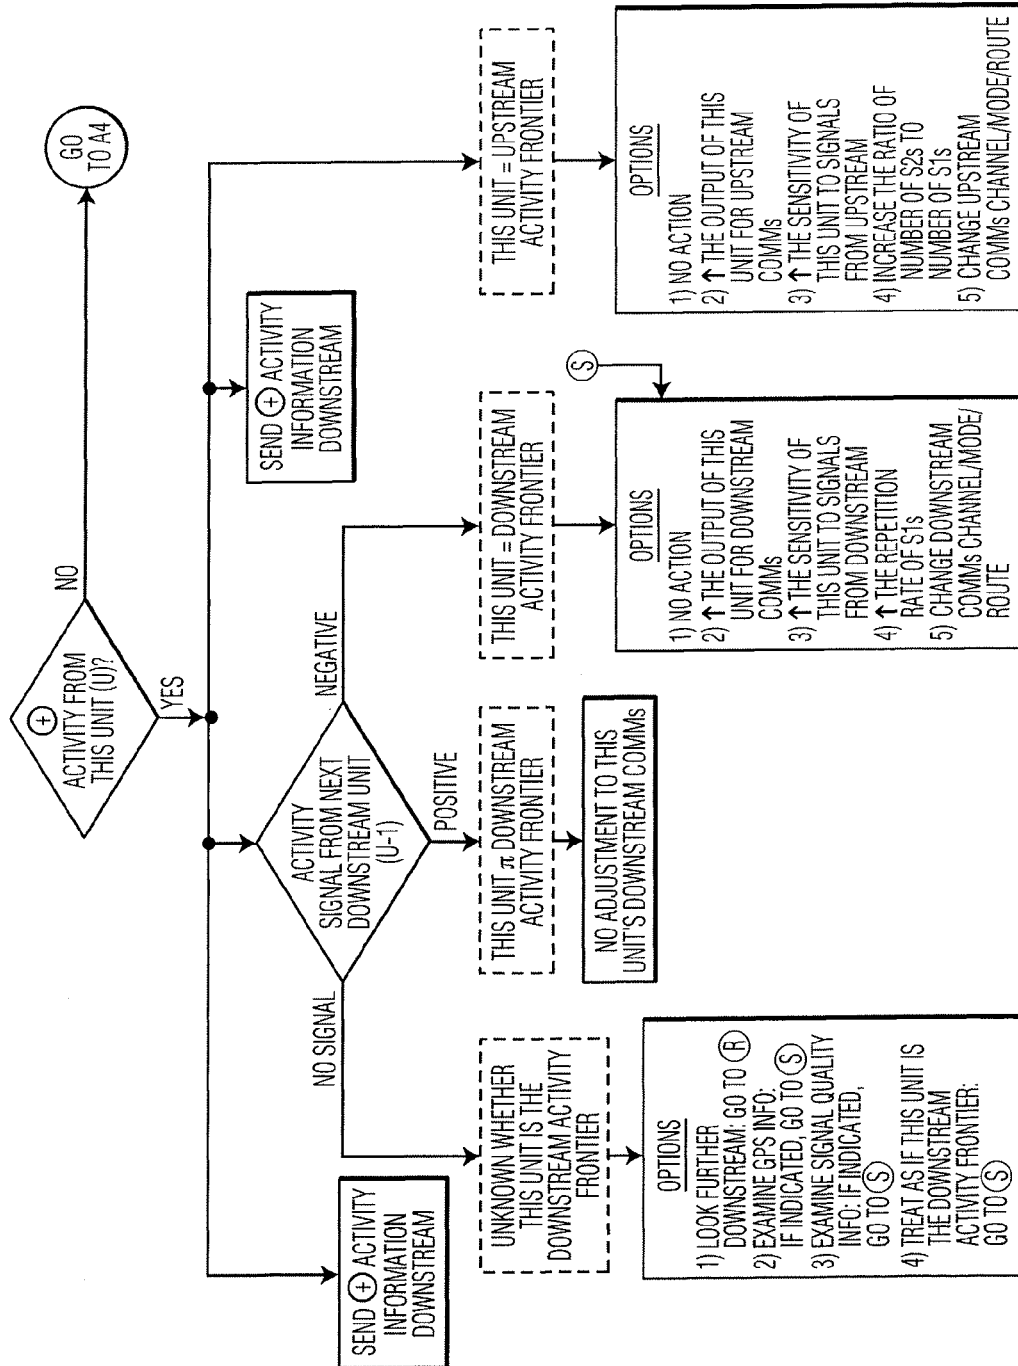 ⊕
ACTIVITY FROM
THIS UNIT (U)?
NO
GO
TO A4
YES
SEND ⊕ ACTIVITY
INFORMATION
DOWNSTREAM
ACTIVITY
SIGNAL FROM NEXT
DOWNSTREAM UNIT
(U-1)
NO SIGNAL
POSITIVE
NEGATIVE
SEND ⊕ ACTIVITY
INFORMATION
DOWNSTREAM
UNKNOWN WHETHER
THIS UNIT IS THE
DOWNSTREAM ACTIVITY
FRONTIER
THIS UNIT π DOWNSTREAM
ACTIVITY FRONTIER
THIS UNIT = DOWNSTREAM
ACTIVITY FRONTIER
THIS UNIT = UPSTREAM
ACTIVITY FRONTIER
OPTIONS
1) LOOK FURTHER
DOWNSTREAM: GO TO Ⓡ
2) EXAMINE GPS INFO:
IF INDICATED, GO TO Ⓢ
3) EXAMINE SIGNAL QUALITY
INFO: IF INDICATED,
GO TO Ⓢ
4) TREAT AS IF THIS UNIT IS
THE DOWNSTREAM
ACTIVITY FRONTIER:
GO TO Ⓢ
NO ADJUSTMENT TO THIS
UNIT'S DOWNSTREAM COMMs
Ⓢ
OPTIONS
1) NO ACTION
2) ↑ THE OUTPUT OF THIS
UNIT FOR DOWNSTREAM
COMMs
3) ↑ THE SENSITIVITY OF
THIS UNIT TO SIGNALS
FROM DOWNSTREAM
4) ↑ THE REPETITION
RATE OF S1s
5) CHANGE DOWNSTREAM
COMMs CHANNEL/MODE/
ROUTE
OPTIONS
1) NO ACTION
2) ↑ THE OUTPUT OF THIS
UNIT FOR UPSTREAM
COMMs
3) ↑ THE SENSITIVITY OF
THIS UNIT TO SIGNALS
FROM UPSTREAM
4) INCREASE THE RATIO OF
NUMBER OF S2s TO
NUMBER OF S1s
5) CHANGE UPSTREAM
COMMs CHANNEL/MODE/ROUTE